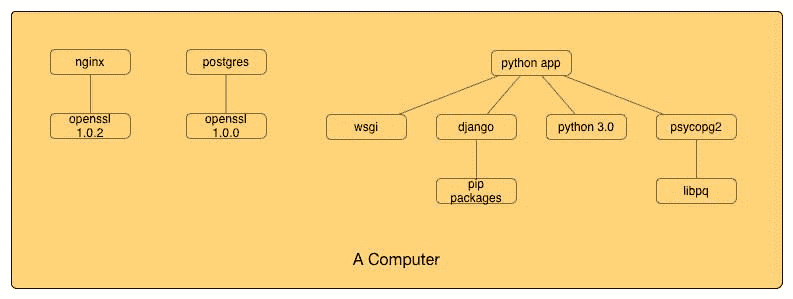 nginx
postgres
python app
openssl
1.0.2
openssl
1.0.0
wsgi
django
python 3.0
psycopg2
pip
packages
libpq
A Computer